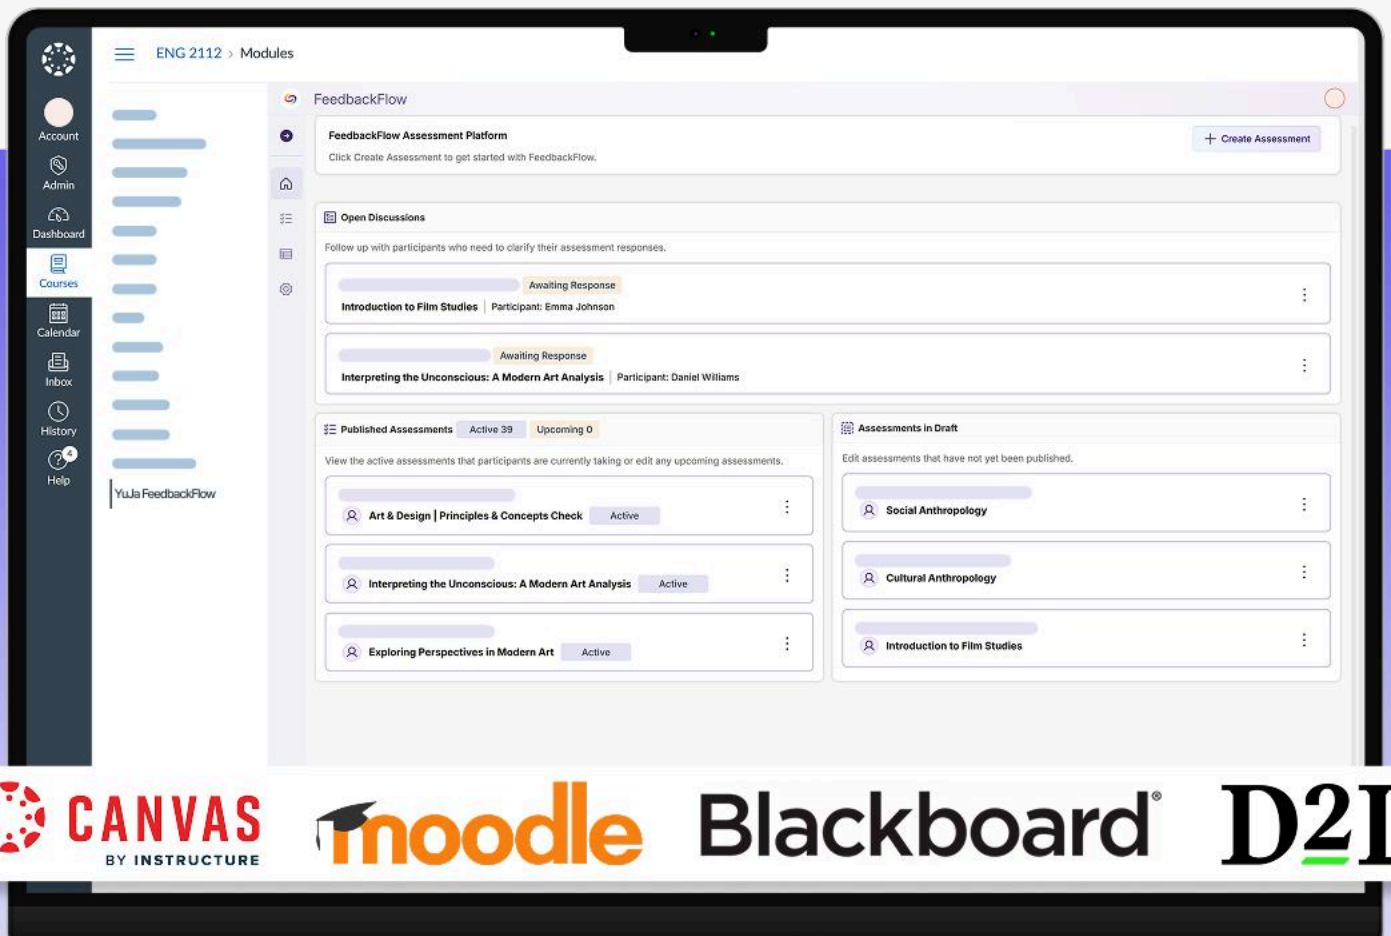 ENG 2112 > Modules
Account
Admin
Dashboard
Courses
Calendar
Inbox
History
4
Help
YuJa FeedbackFlow
FeedbackFlow
FeedbackFlow Assessment Platform
Click Create Assessment to get started with FeedbackFlow.
+ Create Assessment
Open Discussions
Follow up with participants who need to clarify their assessment responses.
Awaiting Response
Introduction to Film Studies | Participant: Emma Johnson
Awaiting Response
Interpreting the Unconscious: A Modern Art Analysis | Participant: Daniel Williams
Published Assessments Active 39 Upcoming 0
View the active assessments that participants are currently taking or edit any upcoming assessments.
Art & Design | Principles & Concepts Check Active
Interpreting the Unconscious: A Modern Art Analysis Active
Exploring Perspectives in Modern Art Active
Assessments in Draft
Edit assessments that have not yet been published.
Social Anthropology
Cultural Anthropology
Introduction to Film Studies
CANVAS
BY INSTRUCTURE
moodle
Blackboard®
D2L